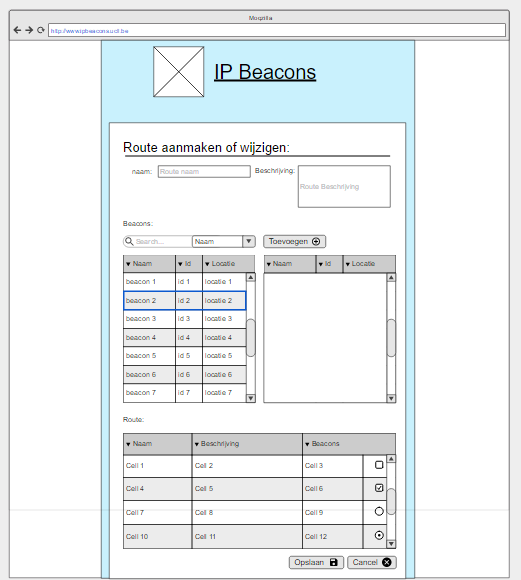 Moqzilla
http://www.ipbeacons.uct.be
IP Beacons
Route aanmaken of wijzigen:
naam: Route naam Beschrijving: Route Beschrijving
Beacons:
Search... Naam Toevoegen
Naam Id Locatie Naam Id Locatie
beacon 1 id 1 locatie 1
beacon 2 id 2 locatie 2
beacon 3 id 3 locatie 3
beacon 4 id 4 locatie 4
beacon 5 id 5 locatie 5
beacon 6 id 6 locatie 6
beacon 7 id 7 locatie 7
Route:
Naam Beschrijving Beacons
Cell 1 Cell 2 Cell 3
Cell 4 Cell 5 Cell 6
Cell 7 Cell 8 Cell 9
Cell 10 Cell 11 Cell 12
Opslaan Cancel